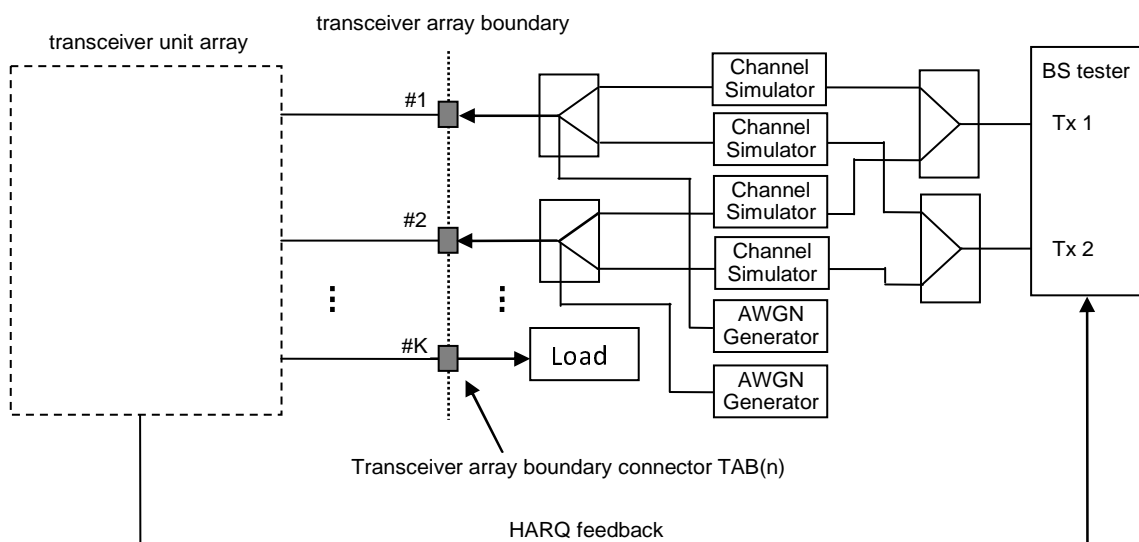 transceiver array boundary
transceiver unit array
#1
Channel
Simulator
BS tester
Channel
Simulator
Tx 1
#2
Channel
Simulator
Channel
Simulator
Tx 2
AWGN
Generator
#K
Load
AWGN
Generator
Transceiver array boundary connector TAB(n)
HARQ feedback